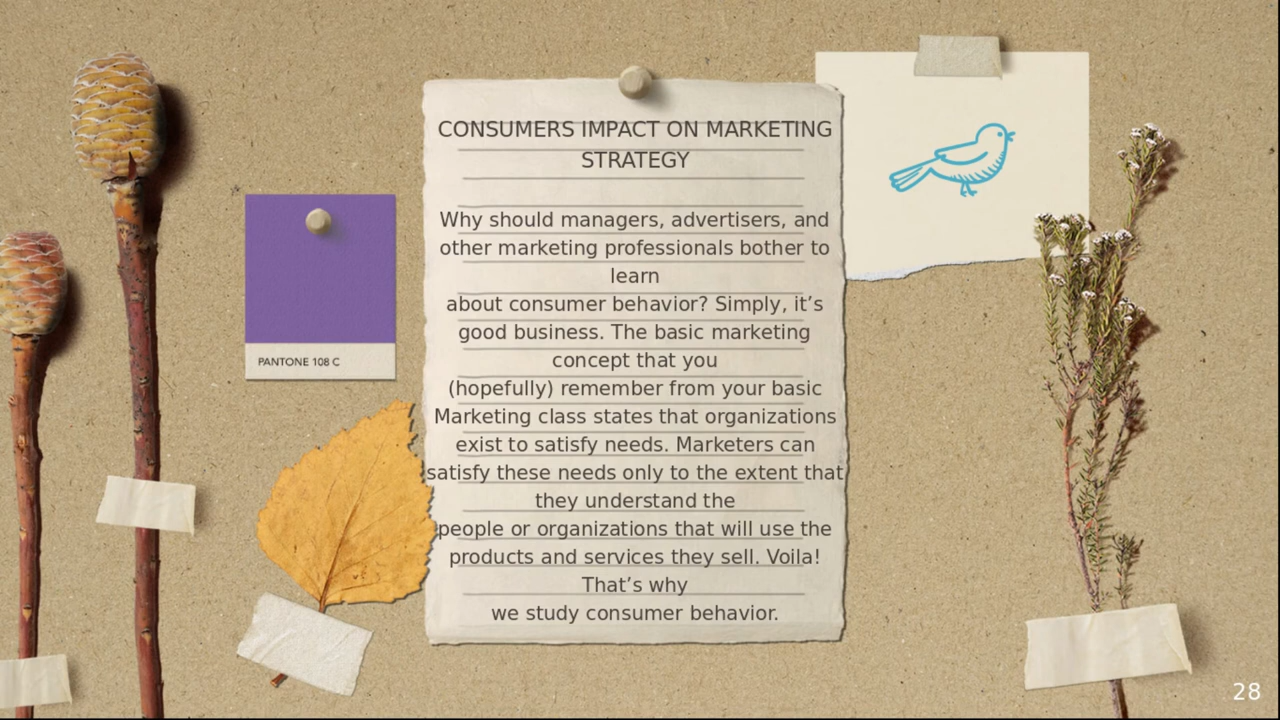 CONSUMERS IMPACT ON MARKETING
STRATEGY
Why should managers, advertisers, and
other marketing professionals bother to
learn
about consumer behavior? Simply, it’s
good business. The basic marketing
concept that you
(hopefully) remember from your basic
Marketing class states that organizations
exist to satisfy needs. Marketers can
satisfy these needs only to the extent that
they understand the
people or organizations that will use the
products and services they sell. Voila!
That’s why
we study consumer behavior.
PANTONE 108 C
28